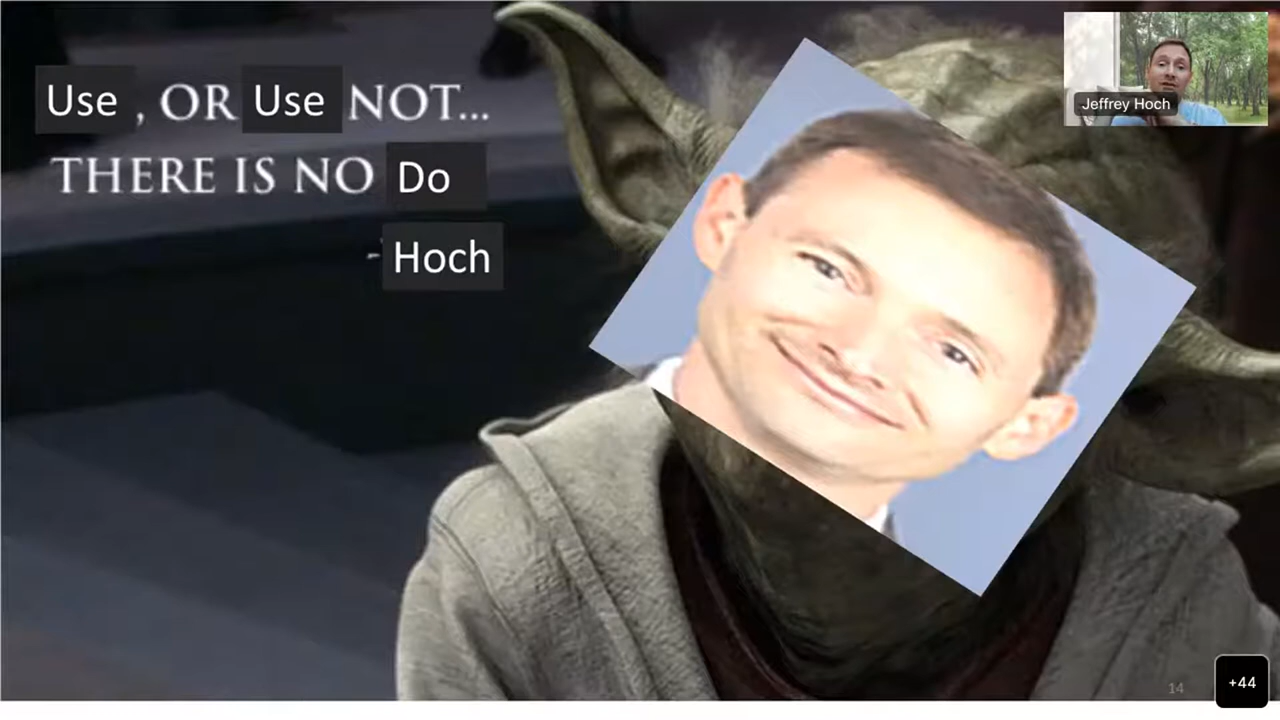 Use , OR Use NOT...
THERE IS NO Do
- Hoch
Jeffrey Hoch
14
+44